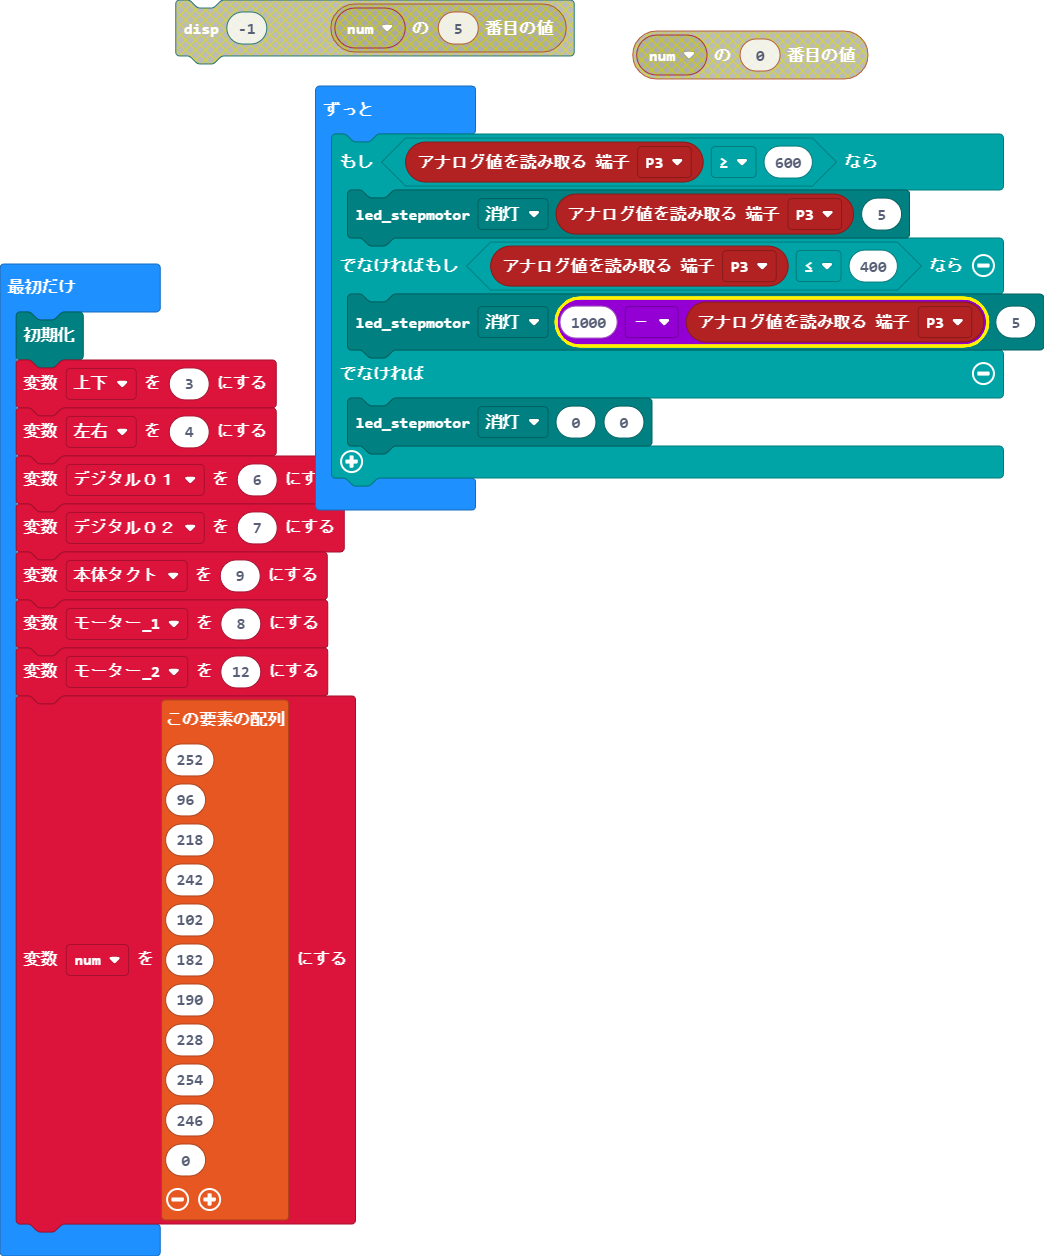 disp -1 num の 5 番目の値
num の 0 番目の値
ずっと
もし アナログ値を読み取る 端子 P3 ≥ 600 なら
led_stepmotor 消灯 アナログ値を読み取る 端子 P3 5
でなければもし アナログ値を読み取る 端子 P3 ≤ 400 なら
led_stepmotor 消灯 1000 - アナログ値を読み取る 端子 P3 5
でなければ
led_stepmotor 消灯 0 0
最初だけ
初期化
変数 上下 を 3 にする
変数 左右 を 4 にする
変数 デジタル０１ を 6 にす
変数 デジタル０２ を 7 にする
変数 本体タクト を 9 にする
変数 モーター_1 を 8 にする
変数 モーター_2 を 12 にする
変数 num を この要素の配列
252
96
218
242
102
182
190
228
254
246
0
にする